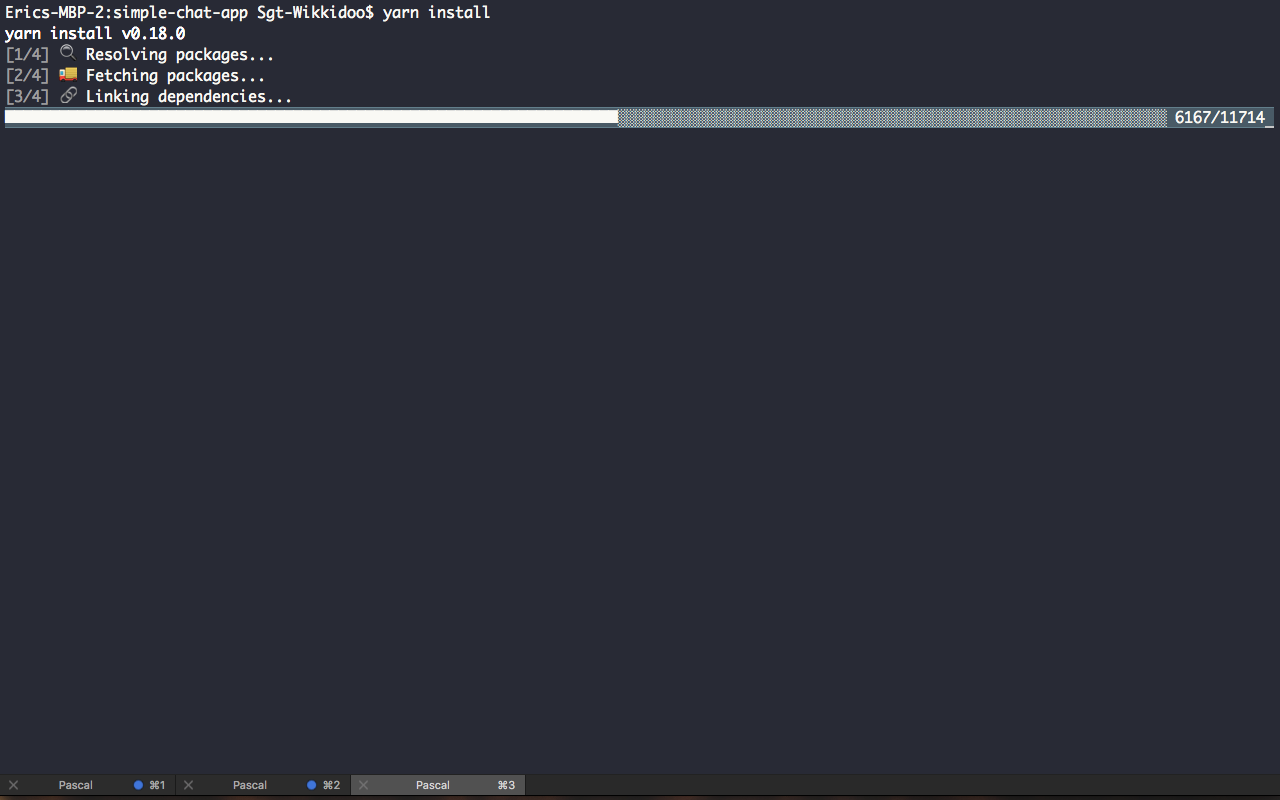 Erics-MBP-2:simple-chat-app Sgt-Wikkidoo$ yarn install
yarn install v0.18.0
[1/4] 🔍 Resolving packages...
[2/4] 🚚 Fetching packages...
[3/4] 🔗 Linking dependencies...
6167/11714
Pascal ⌘1 Pascal ⌘2 Pascal ⌘3